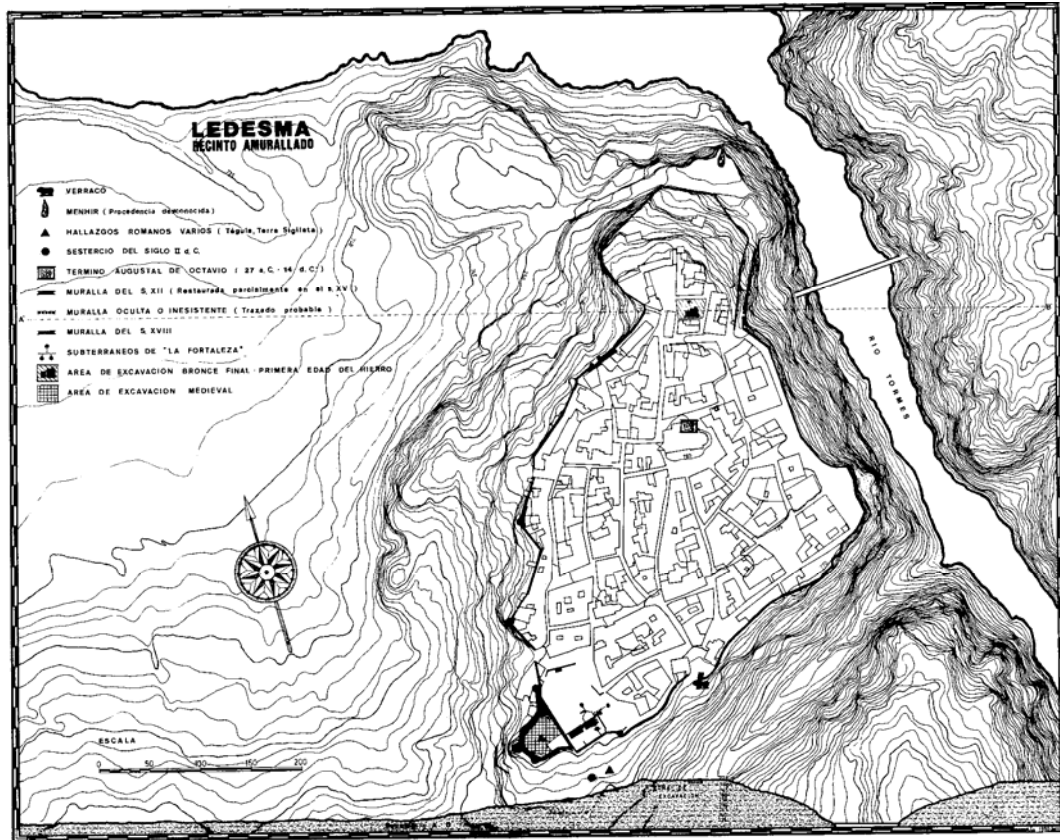 LEDESMA
RECINTO AMURALLADO
VERRACO
MENHIR (Procedencia desconocida)
HALLAZGOS ROMANOS VARIOS (Tégula, Terra Sigilata)
SESTERCIO DEL SIGLO II d. C.
TERMINO AUGUSTAL DE OCTAVIO ( 27 a. C. - 14 d. C. )
MURALLA DEL S. XII (Restaurada parcialmente en el s. XV)
MURALLA OCULTA O INESISTENTE (Trazado probable)
MURALLA DEL S. XVIII
SUBTERRANEOS DE "LA FORTALEZA"
AREA DE EXCAVACION BRONCE FINAL - PRIMERA EDAD DEL HIERRO
AREA DE EXCAVACION MEDIEVAL
RIO TORMES
ESCALA
0 50 100 150 200
EXCAVACION